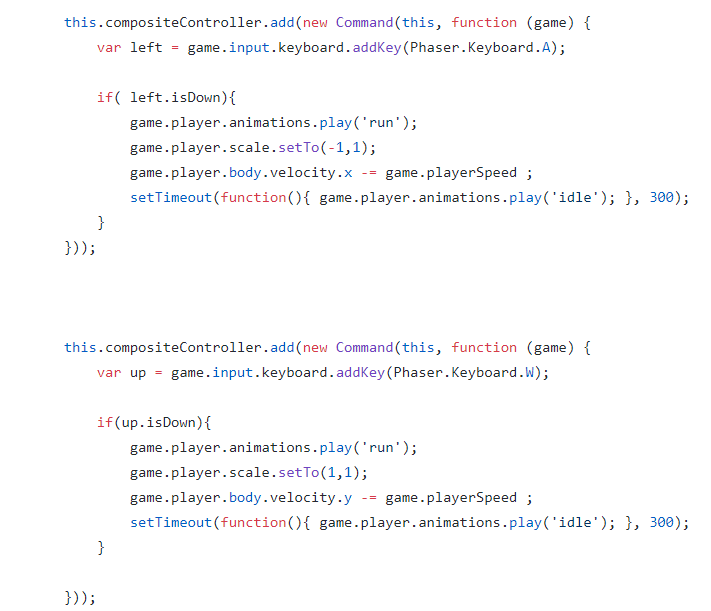 this.compositeController.add(new Command(this, function (game) {
    var left = game.input.keyboard.addKey(Phaser.Keyboard.A);

    if( left.isDown){
        game.player.animations.play('run');
        game.player.scale.setTo(-1,1);
        game.player.body.velocity.x -= game.playerSpeed ;
        setTimeout(function(){ game.player.animations.play('idle'); }, 300);
    }
}));

this.compositeController.add(new Command(this, function (game) {
    var up = game.input.keyboard.addKey(Phaser.Keyboard.W);

    if(up.isDown){
        game.player.animations.play('run');
        game.player.scale.setTo(1,1);
        game.player.body.velocity.y -= game.playerSpeed ;
        setTimeout(function(){ game.player.animations.play('idle'); }, 300);
    }

}));